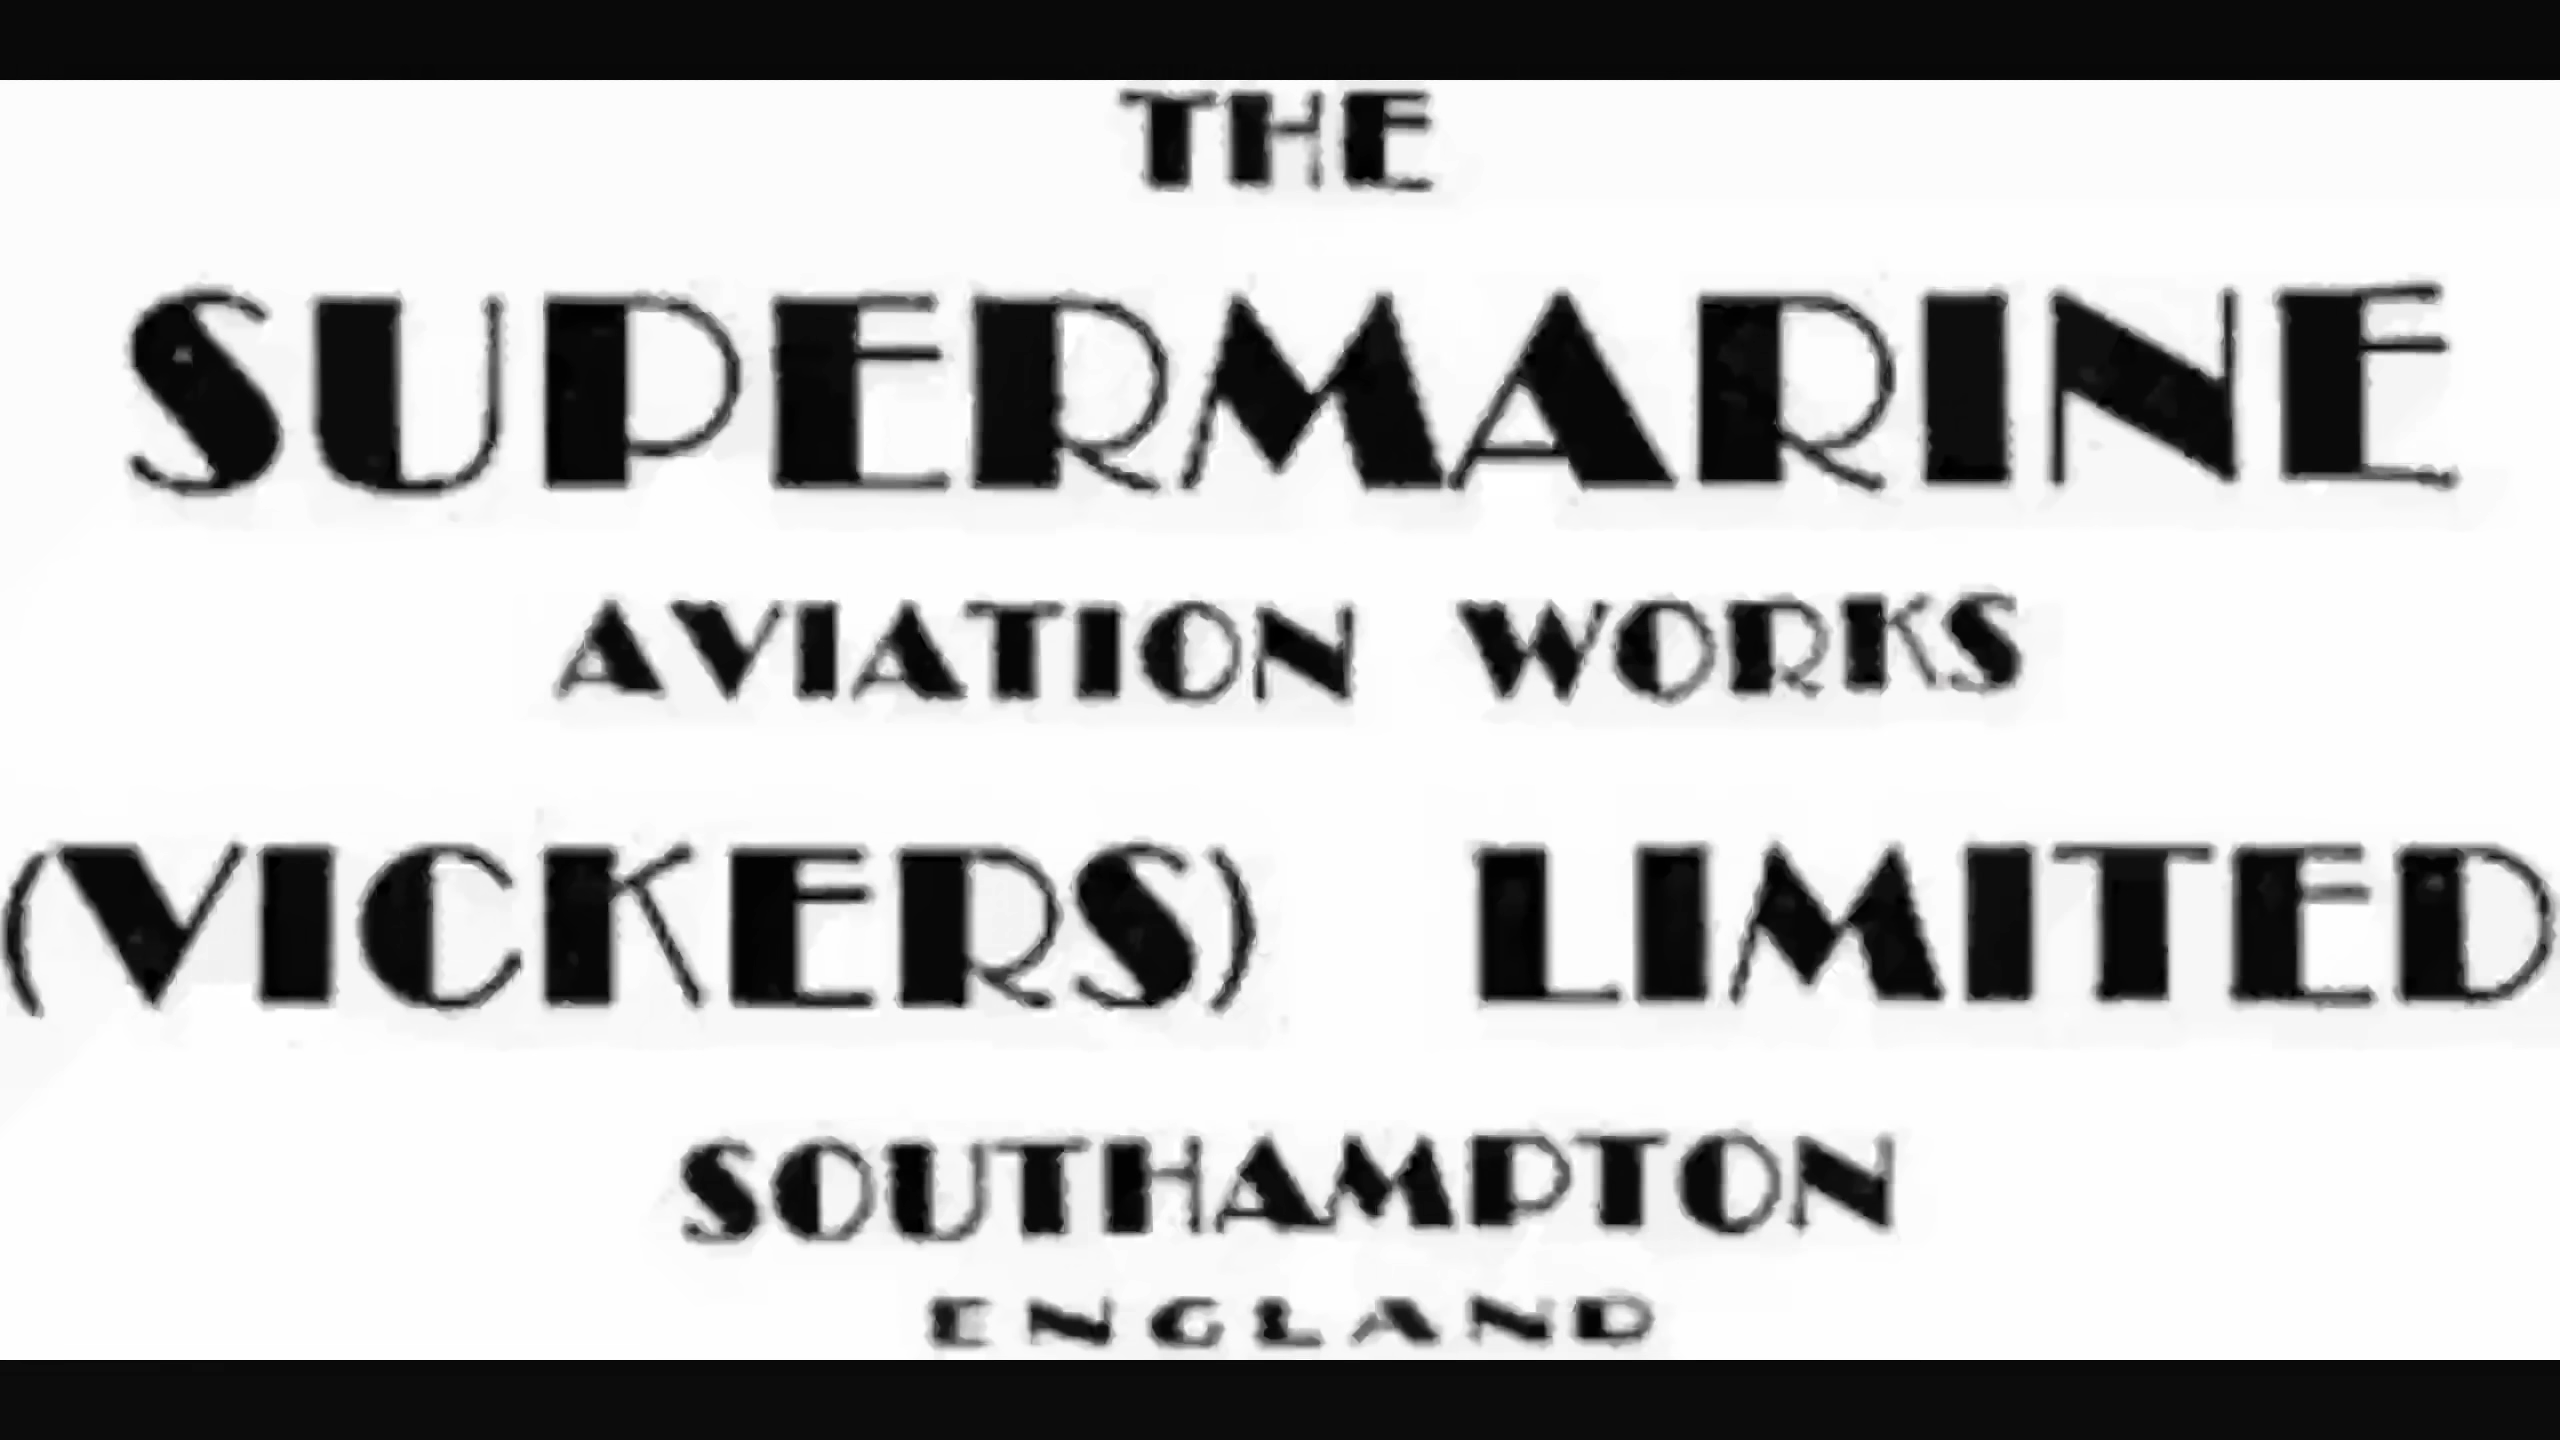 THE
SUPERMARINE
AVIATION WORKS
(VICKERS) LIMITED
SOUTHAMPTON
ENGLAND